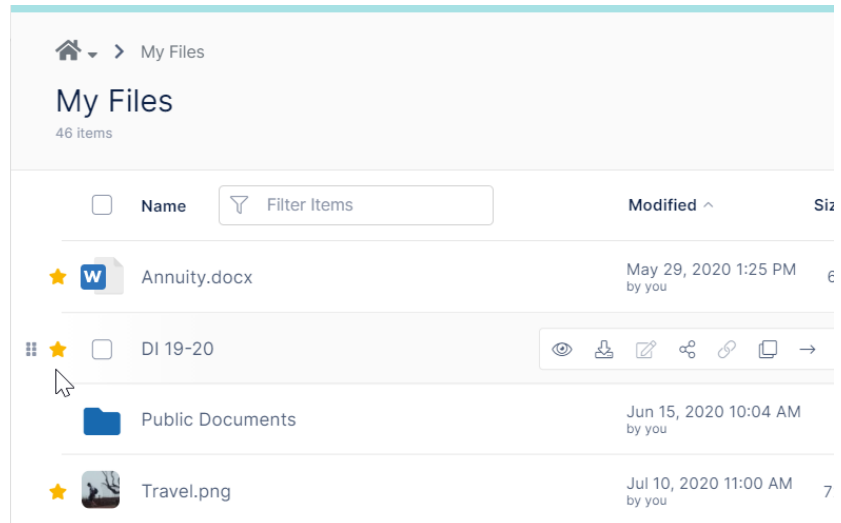 My Files
My Files
46 items
Name
Filter Items
Modified
W
Annuity.docx
May 29, 2020 1:25 PM
by you
DI 19-20
Public Documents
Jun 15, 2020 10:04 AM
by you
Travel.png
Jul 10, 2020 11:00 AM
by you
7